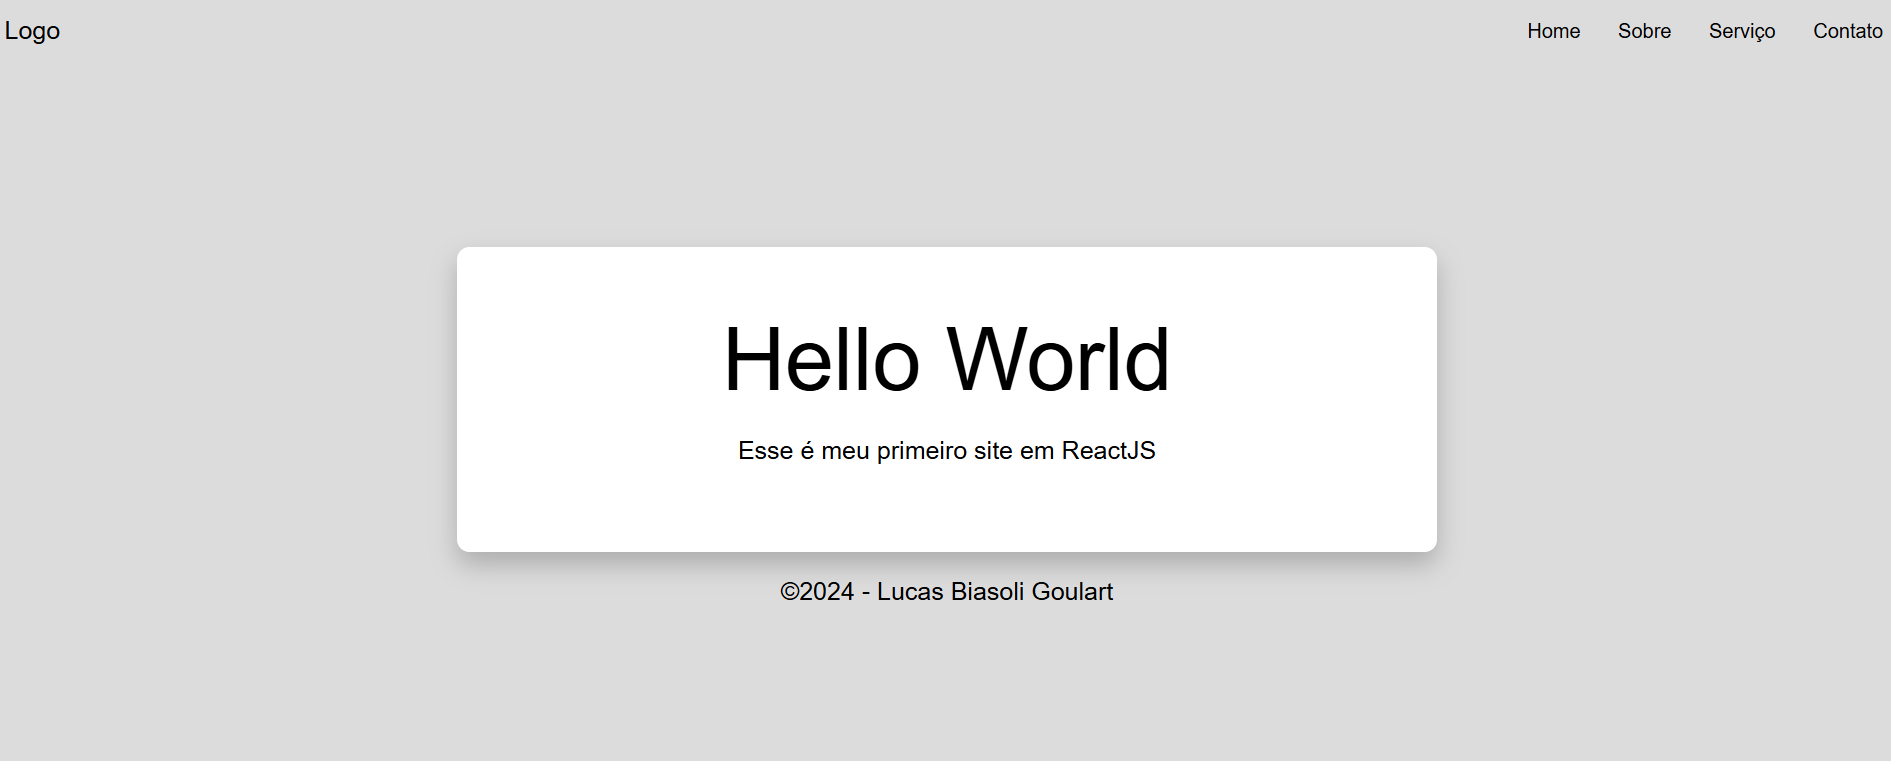 Logo
Home Sobre Serviço Contato
Hello World
Esse é meu primeiro site em ReactJS
©2024 - Lucas Biasoli Goulart